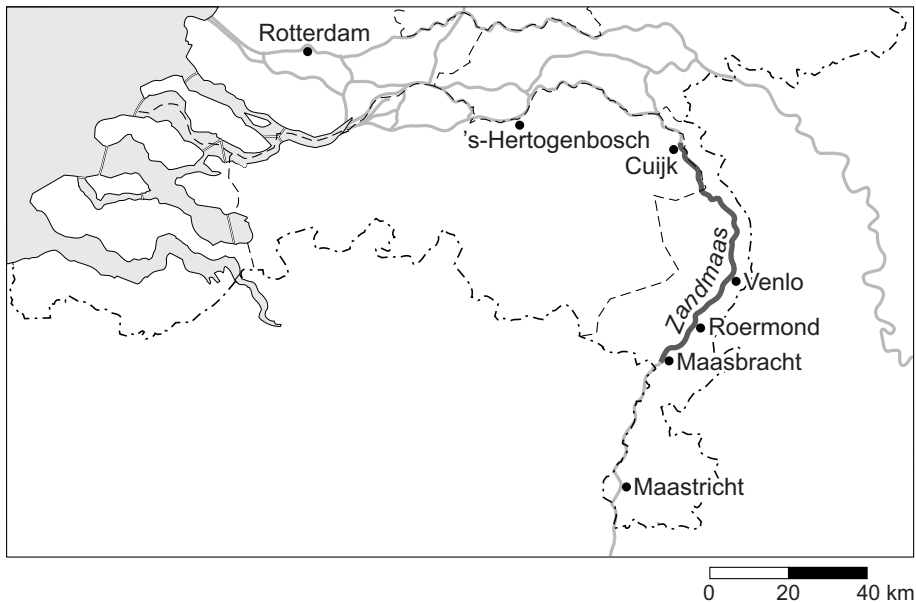 Rotterdam
's-Hertogenbosch
Cuijk
Zandmaas
Venlo
Roermond
Maasbracht
Maastricht
0 20 40 km